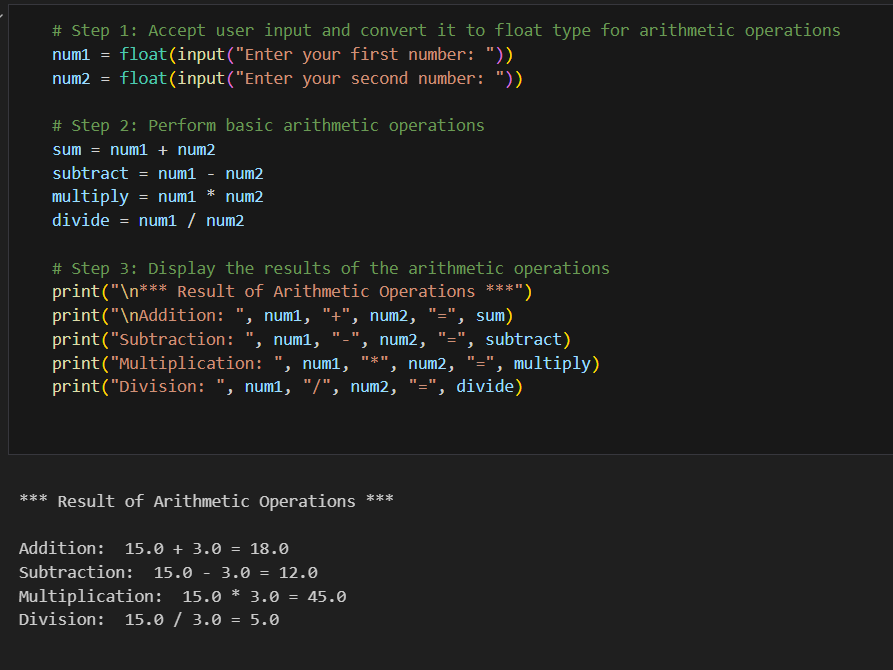 # Step 1: Accept user input and convert it to float type for arithmetic operations
num1 = float(input("Enter your first number: "))
num2 = float(input("Enter your second number: "))
# Step 2: Perform basic arithmetic operations
sum = num1 + num2
subtract = num1 - num2
multiply = num1 * num2
divide = num1 / num2
# Step 3: Display the results of the arithmetic operations
print("\n*** Result of Arithmetic Operations ***")
print("\nAddition: ", num1, "+", num2, "=", sum)
print("Subtraction: ", num1, "-", num2, "=", subtract)
print("Multiplication: ", num1, "*", num2, "=", multiply)
print("Division: ", num1, "/", num2, "=", divide)
*** Result of Arithmetic Operations ***
Addition:  15.0 + 3.0 = 18.0
Subtraction:  15.0 - 3.0 = 12.0
Multiplication:  15.0 * 3.0 = 45.0
Division:  15.0 / 3.0 = 5.0